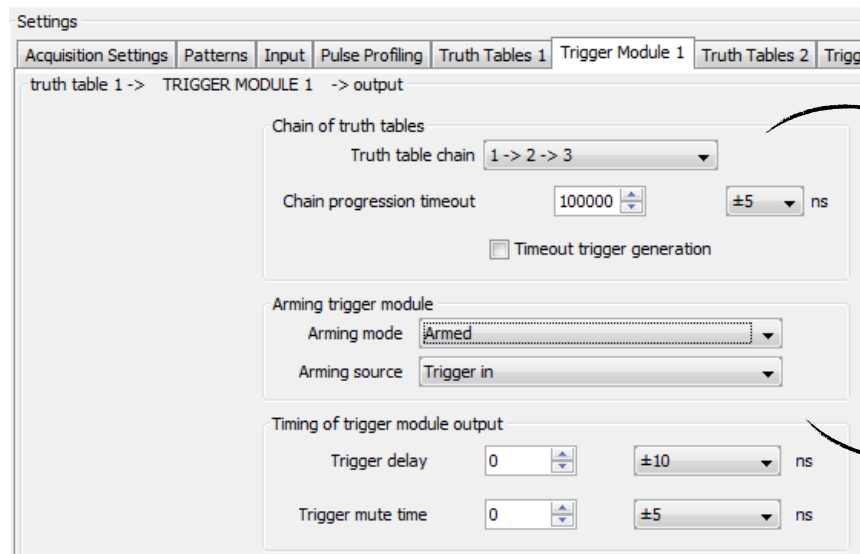 Settings
Acquisition Settings Patterns Input Pulse Profiling Truth Tables 1 Trigger Module 1 Truth Tables 2 Trigg
truth table 1 -> TRIGGER MODULE 1 -> output
Chain of truth tables
Truth table chain 1 -> 2 -> 3
Chain progression timeout 100000 ±5 ns
Timeout trigger generation
Arming trigger module
Arming mode Armed
Arming source Trigger in
Timing of trigger module output
Trigger delay 0 ±10 ns
Trigger mute time 0 ±5 ns